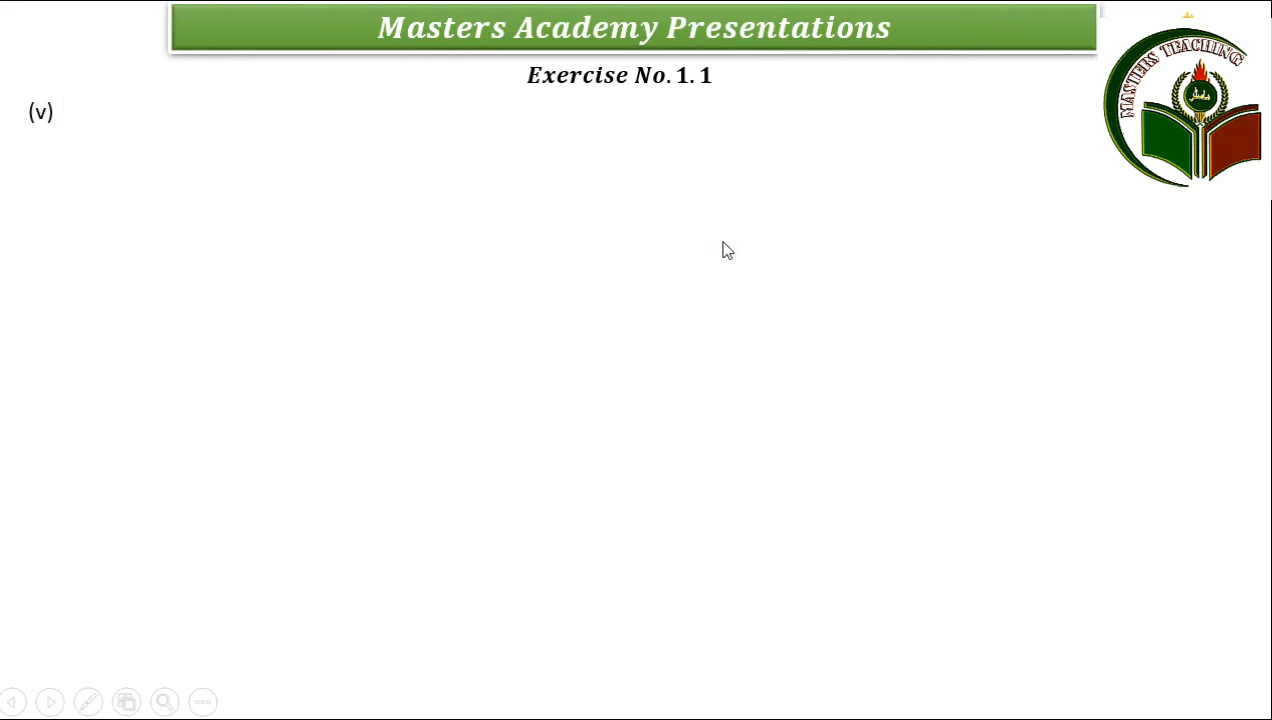 Masters Academy Presentations
Exercise No. 1. 1
MASTERS TEACHING
(v)